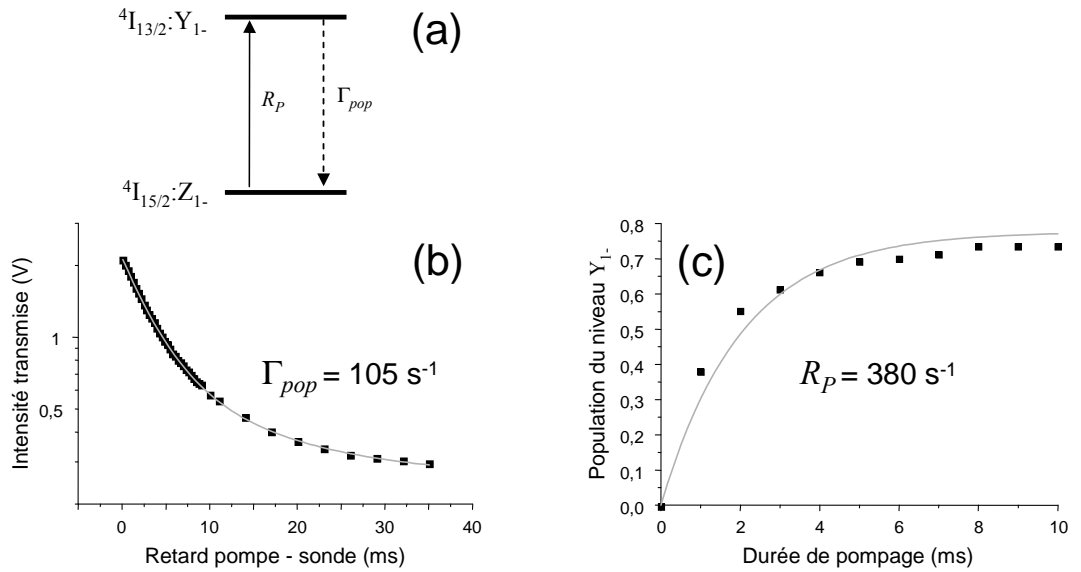 ⁴I₁₃/₂:Y₁₋
(a)
R_P
Γ_pop
⁴I₁₅/₂:Z₁₋
(b)
Intensité transmise (V)
1
0,5
Γ_pop = 105 s⁻¹
0 10 20 30 40
Retard pompe - sonde (ms)
(c)
Population du niveau Y₁₋
0,8
0,7
0,6
0,5
0,4
0,3
0,2
0,1
0,0
R_P = 380 s⁻¹
0 2 4 6 8 10
Durée de pompage (ms)